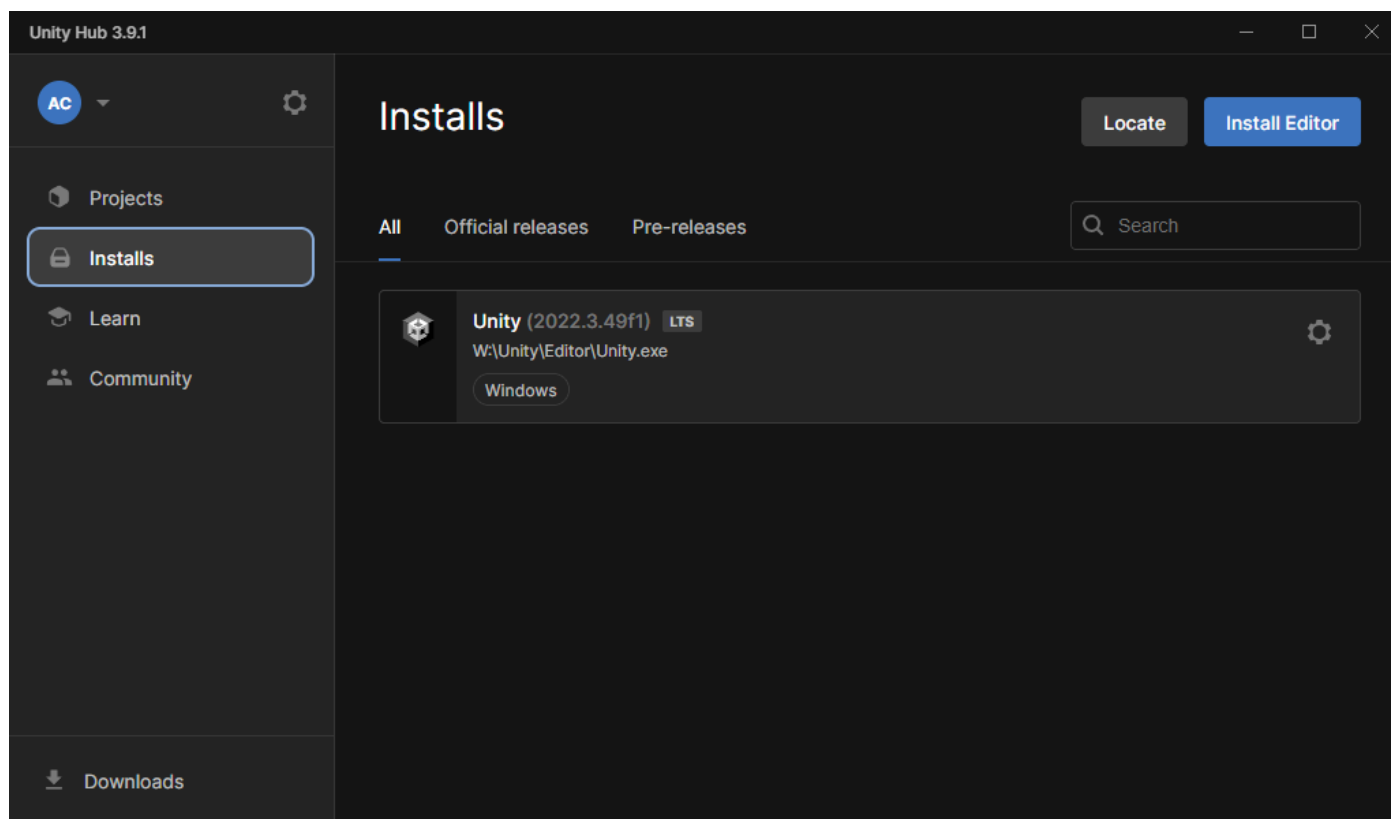 Unity Hub 3.9.1
AC
Installs
Locate
Install Editor
Projects
Installs
Learn
Community
All
Official releases
Pre-releases
Search
Unity (2022.3.49f1) LTS
W:\Unity\Editor\Unity.exe
Windows
Downloads